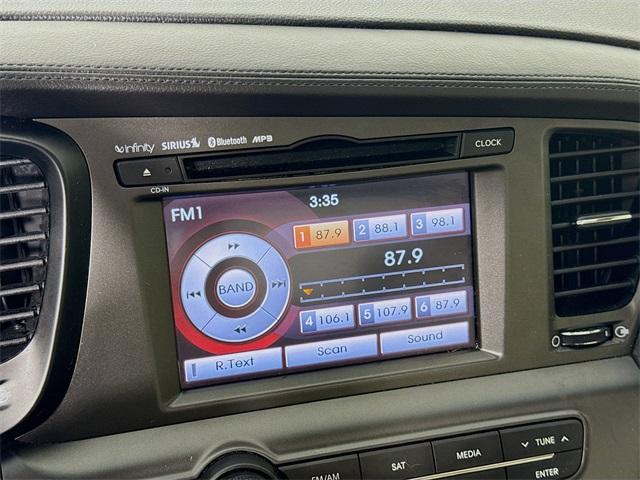 Infinity SIRIUS Bluetooth MP3
CLOCK
CD-IN
FM1
3:35
1 87.9 2 88.1 3 98.1
87.9
BAND
4 106.1 5 107.9 6 87.9
R.Text Scan Sound
FM/AM SAT MEDIA TUNE
ENTER